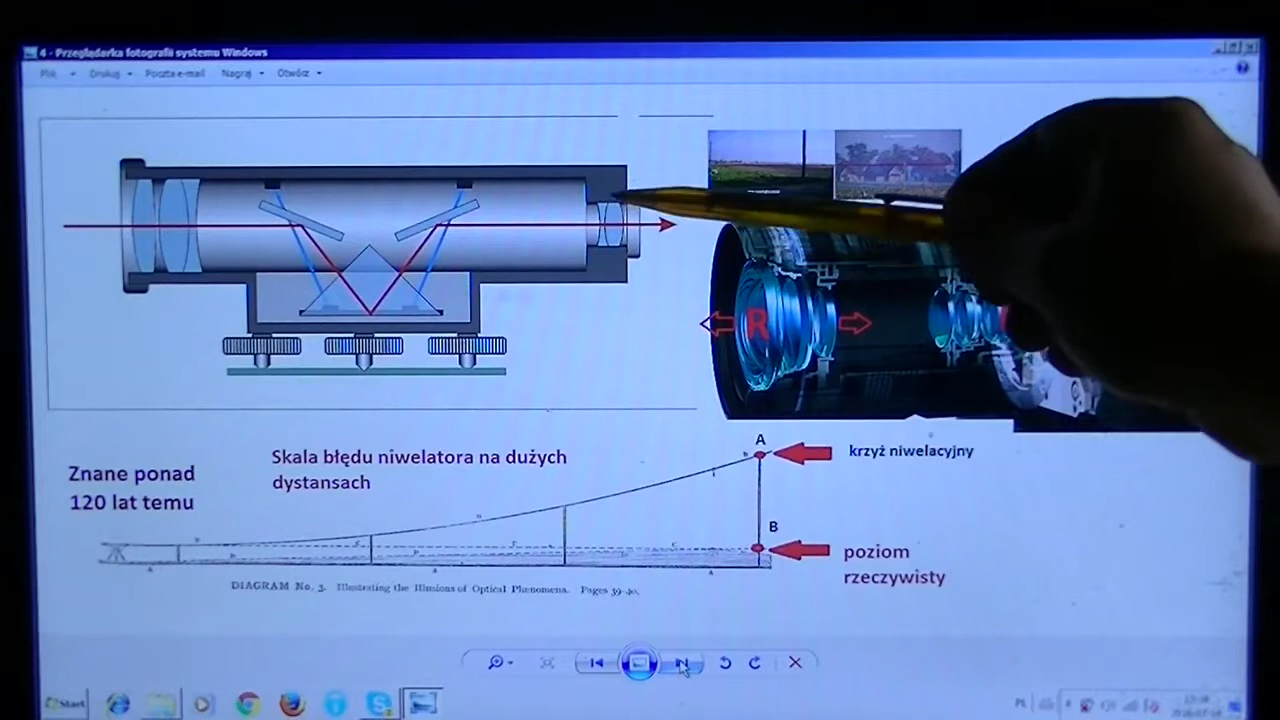 4 - Przeglądarka fotografii systemu Windows
Plik Drukuj Poczta e-mail Nagraj Otwórz
R
A
krzyż niwelacyjny
Skala błędu niwelatora na dużych
dystansach
Znane ponad
120 lat temu
B
poziom
rzeczywisty
DIAGRAM No. 3. Illustrating the Illusions of Optical Phenomena. Pages 39-40.
Start
PL